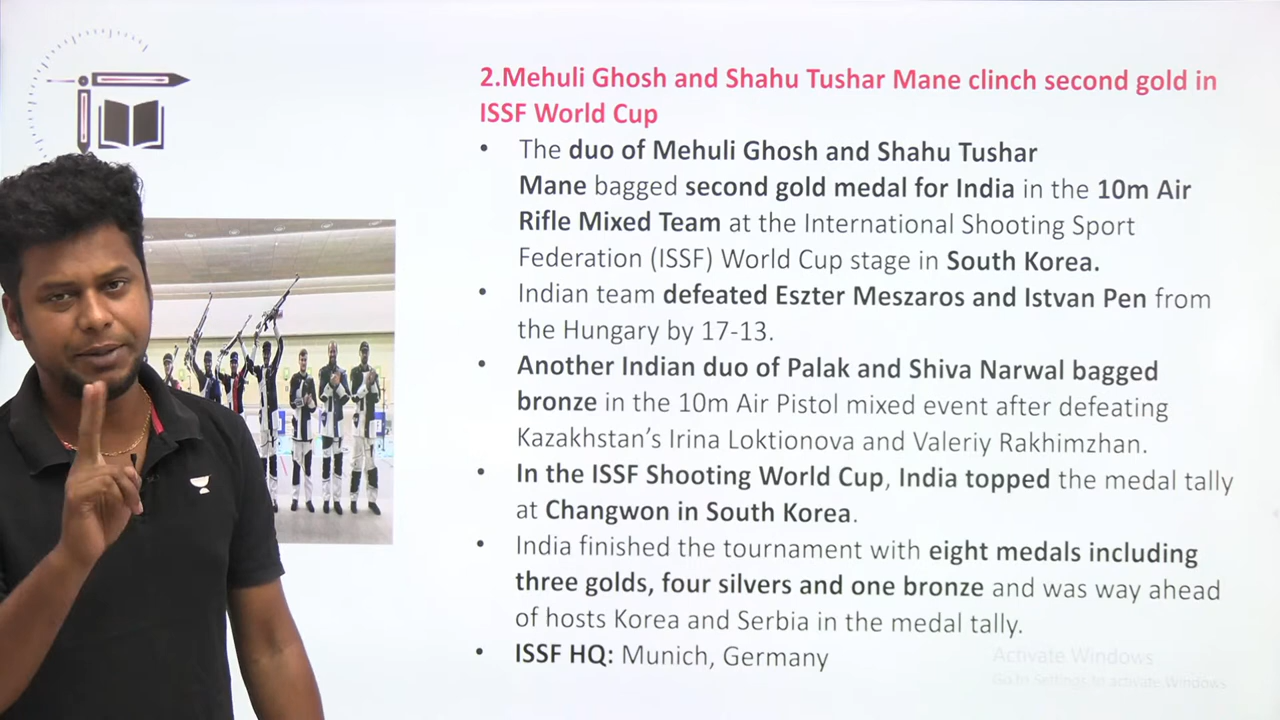 2.Mehuli Ghosh and Shahu Tushar Mane clinch second gold in
ISSF World Cup
• The duo of Mehuli Ghosh and Shahu Tushar
Mane bagged second gold medal for India in the 10m Air
Rifle Mixed Team at the International Shooting Sport
Federation (ISSF) World Cup stage in South Korea.
• Indian team defeated Eszter Meszaros and Istvan Pen from
the Hungary by 17-13.
• Another Indian duo of Palak and Shiva Narwal bagged
bronze in the 10m Air Pistol mixed event after defeating
Kazakhstan's Irina Loktionova and Valeriy Rakhimzhan.
• In the ISSF Shooting World Cup, India topped the medal tally
at Changwon in South Korea.
• India finished the tournament with eight medals including
three golds, four silvers and one bronze and was way ahead
of hosts Korea and Serbia in the medal tally.
• ISSF HQ: Munich, Germany
Activate Windows
Go to Settings to activate Windows.